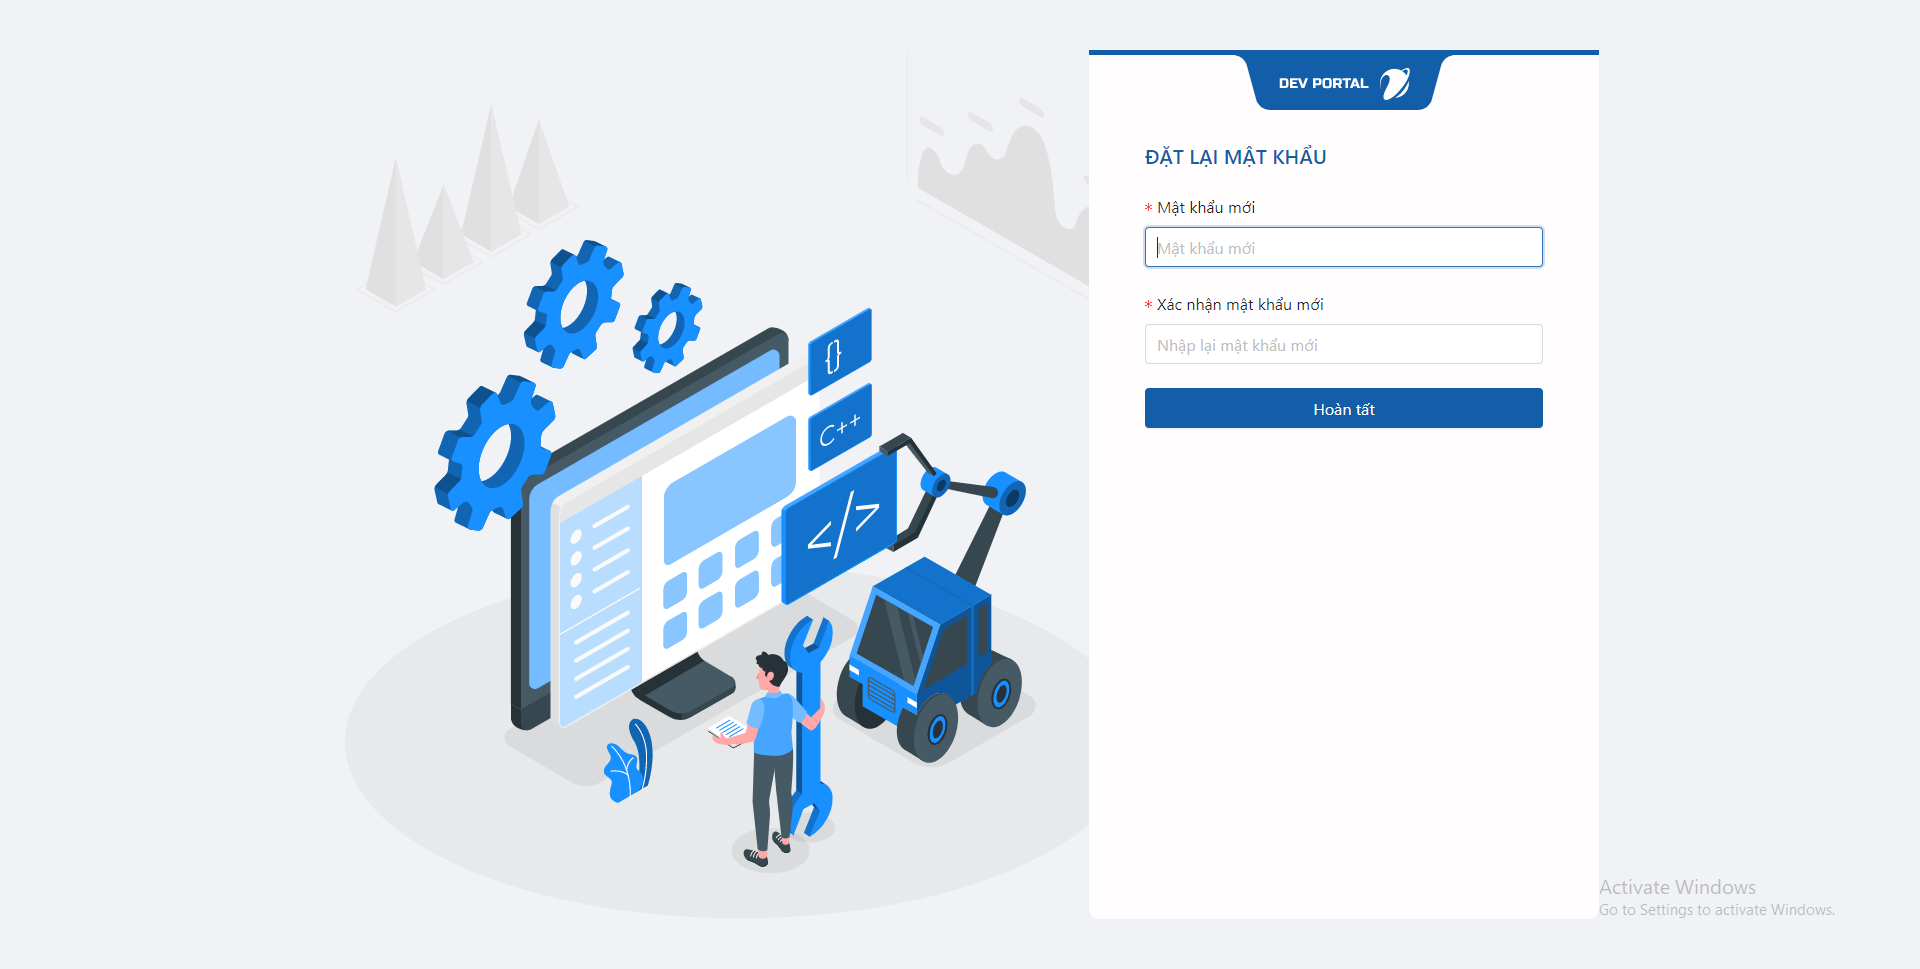 DEV PORTAL
ĐẶT LẠI MẬT KHẨU
* Mật khẩu mới
Mật khẩu mới
* Xác nhận mật khẩu mới
Nhập lại mật khẩu mới
Hoàn tất
{}
C++
</>
Activate Windows
Go to Settings to activate Windows.